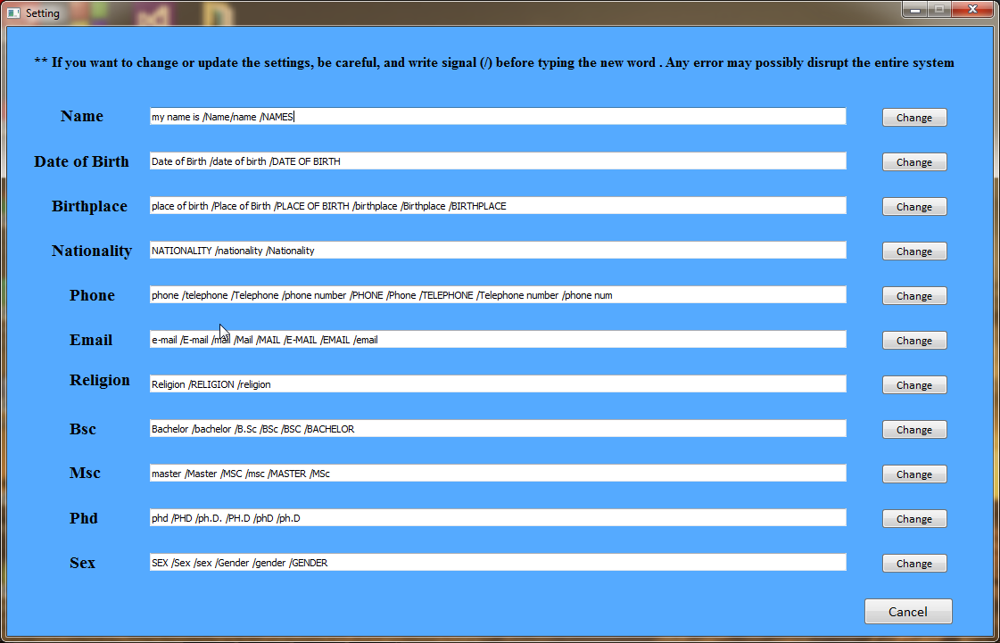 Setting
** If you want to change or update the settings, be careful, and write signal (/) before typing the new word . Any error may possibly disrupt the entire system
Name my name is /Name/name /NAMES Change
Date of Birth Date of Birth /date of birth /DATE OF BIRTH Change
Birthplace place of birth /Place of Birth /PLACE OF BIRTH /birthplace /Birthplace /BIRTHPLACE Change
Nationality NATIONALITY /nationality /Nationality Change
Phone phone /telephone /Telephone /phone number /PHONE /Phone /TELEPHONE /Telephone number /phone num Change
Email e-mail /E-mail /mail /Mail /MAIL /E-MAIL /EMAIL /email Change
Religion Religion /RELIGION /religion Change
Bsc Bachelor /bachelor /B.Sc /BSc /BSC /BACHELOR Change
Msc master /Master /MSC /msc /MASTER /MSc Change
Phd phd /PHD /ph.D. /PH.D /phD /ph.D Change
Sex SEX /Sex /sex /Gender /gender /GENDER Change
Cancel